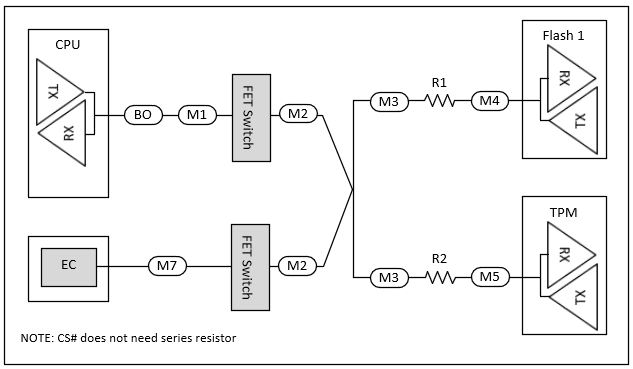 CPU
TX
RX
BO
M1
FET Switch
M2
M3
R1
M4
Flash 1
RX
TX
EC
M7
FET Switch
M2
M3
R2
M5
TPM
RX
TX
NOTE: CS# does not need series resistor